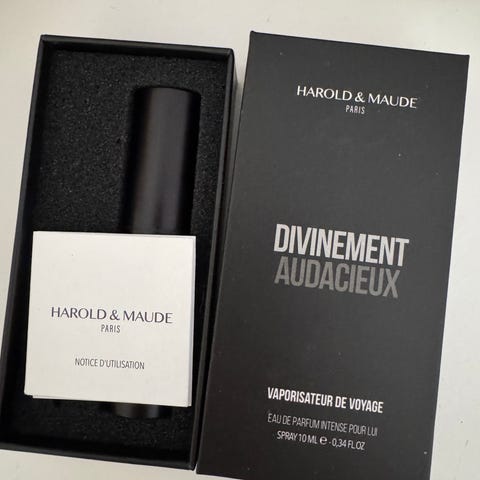 HAROLD & MAUDE
PARIS
NOTICE D'UTILISATION
HAROLD & MAUDE
PARIS
DIVINEMENT
AUDACIEUX
VAPORISATEUR DE VOYAGE
EAU DE PARFUM INTENSE POUR LUI
SPRAY 10 ML ℮ - 0,34 FL OZ